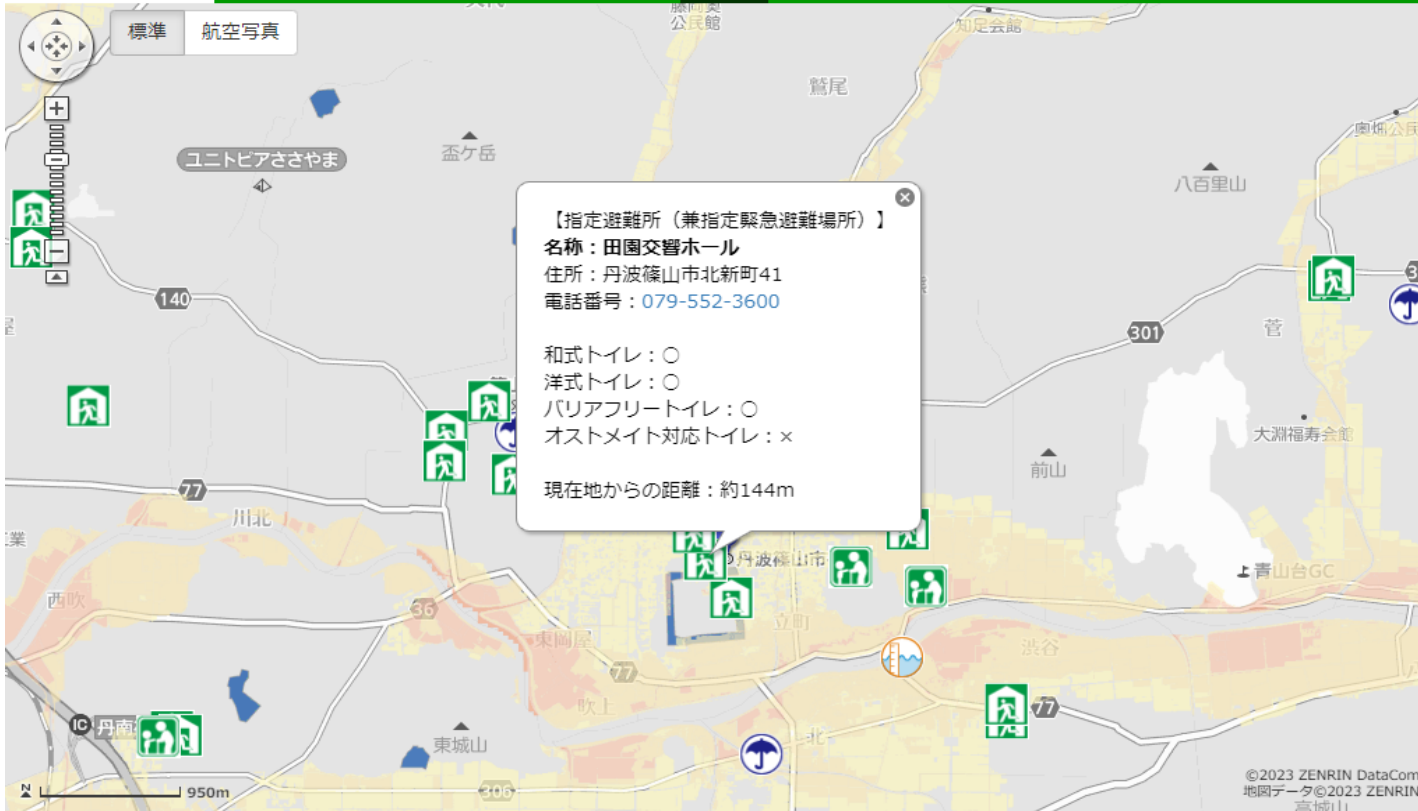 標準
航空写真
公民館
知足会館
鷲尾
ユニトピアささやま
盃ケ岳
八百里山
140
301
菅
【指定避難所（兼指定緊急避難場所）】
名称：田園交響ホール
住所：丹波篠山市北新町41
電話番号：079-552-3600
和式トイレ：○
洋式トイレ：○
バリアフリートイレ：○
オストメイト対応トイレ：×
現在地からの距離：約144m
大淵福寿会館
前山
77
川北
業
丹波篠山市
青山台GC
西吹
36
立町
東岡屋
渋谷
77
吹上
77
IC
丹南
東城山
北
306
N
950m
©2023 ZENRIN DataCom
地図データ©2023 ZENRIN
高城山